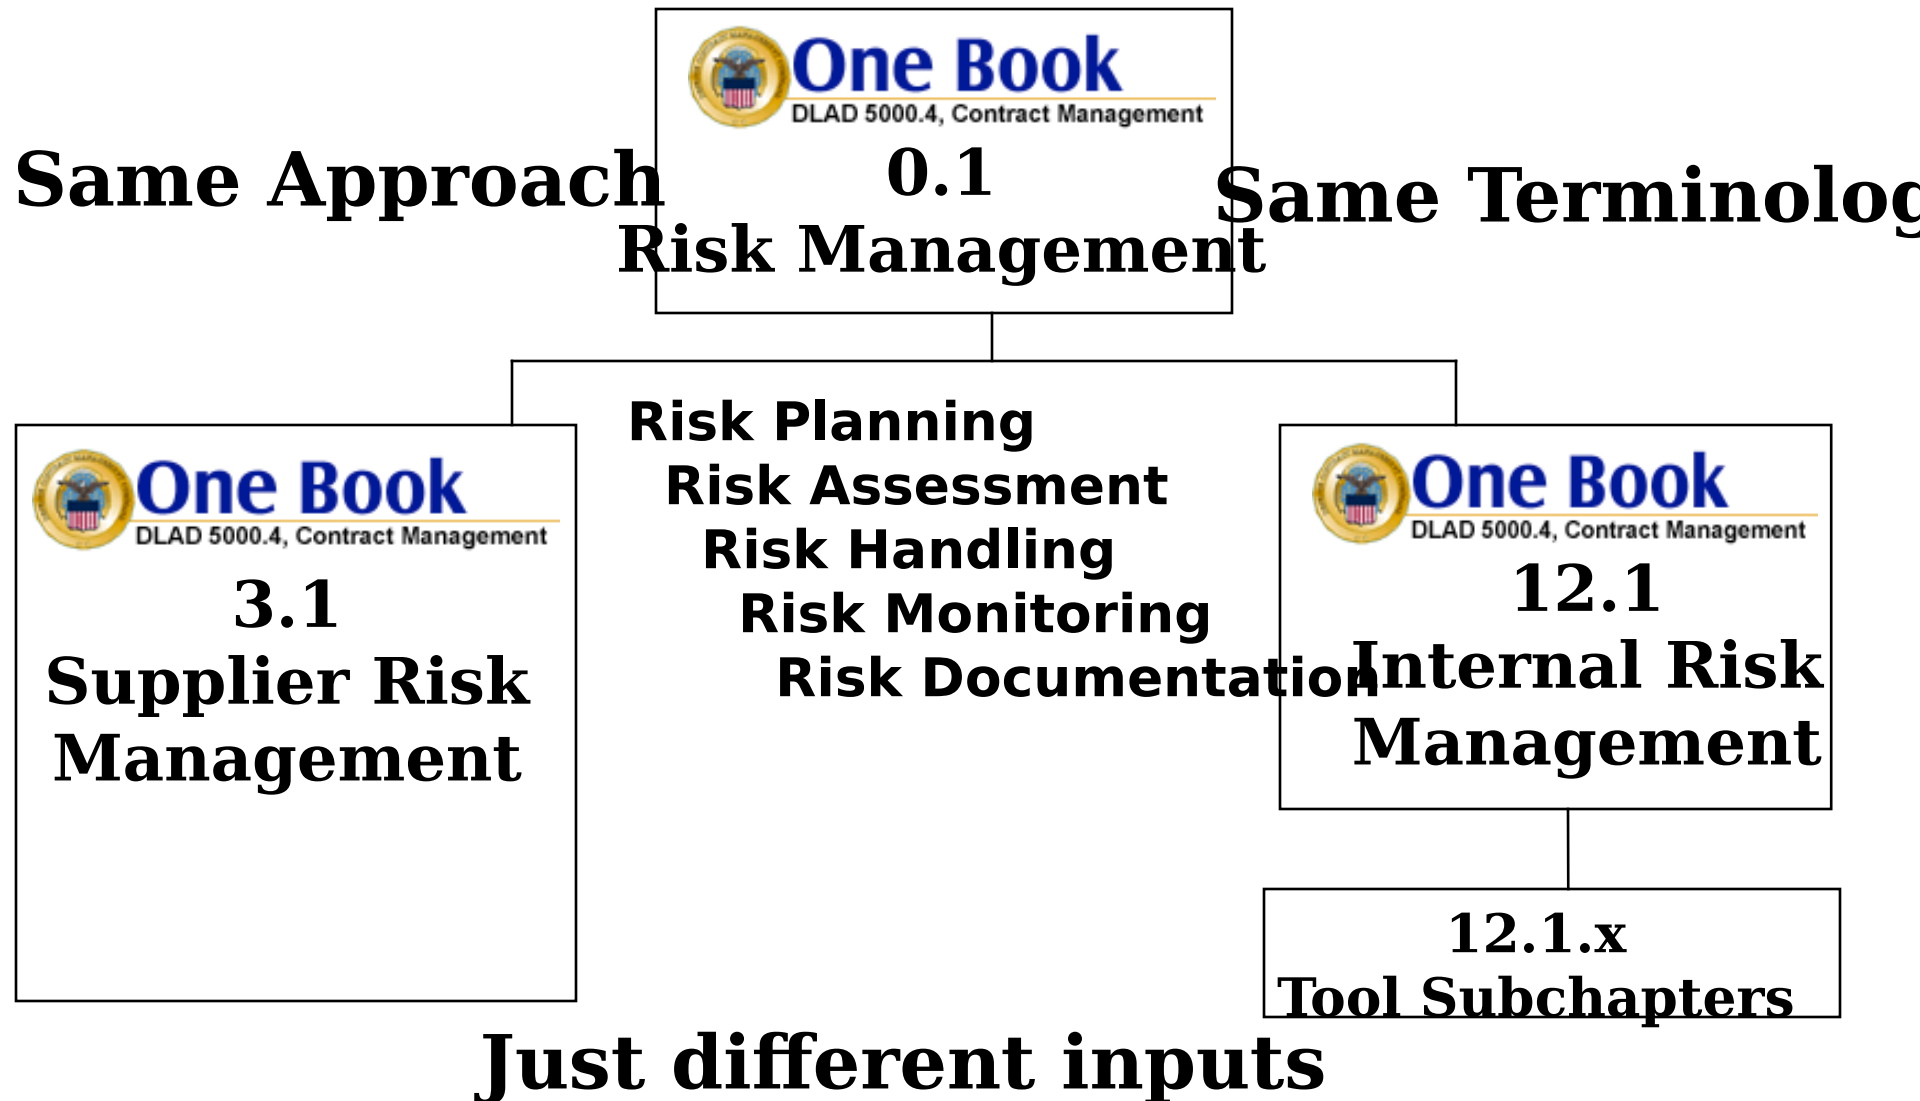 One Book
DLAD 5000.4, Contract Management
0.1
Risk Management
Same Approach
Same Terminolog
Risk Planning
Risk Assessment
Risk Handling
Risk Monitoring
Risk Documentation
One Book
DLAD 5000.4, Contract Management
3.1
Supplier Risk
Management
One Book
DLAD 5000.4, Contract Management
12.1
Internal Risk
Management
12.1.x
Tool Subchapters
Just different inputs